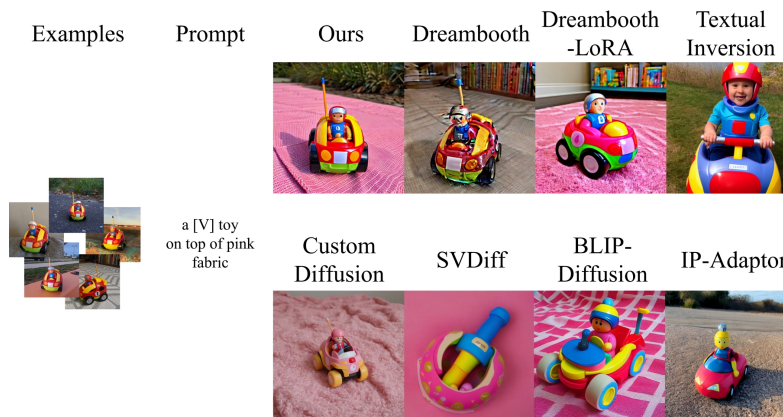 Examples
Prompt
Ours
Dreambooth
Dreambooth
-LoRA
Textual
Inversion
a [V] toy
on top of pink
fabric
Custom
Diffusion
SVDiff
BLIP-
Diffusion
IP-Adaptor